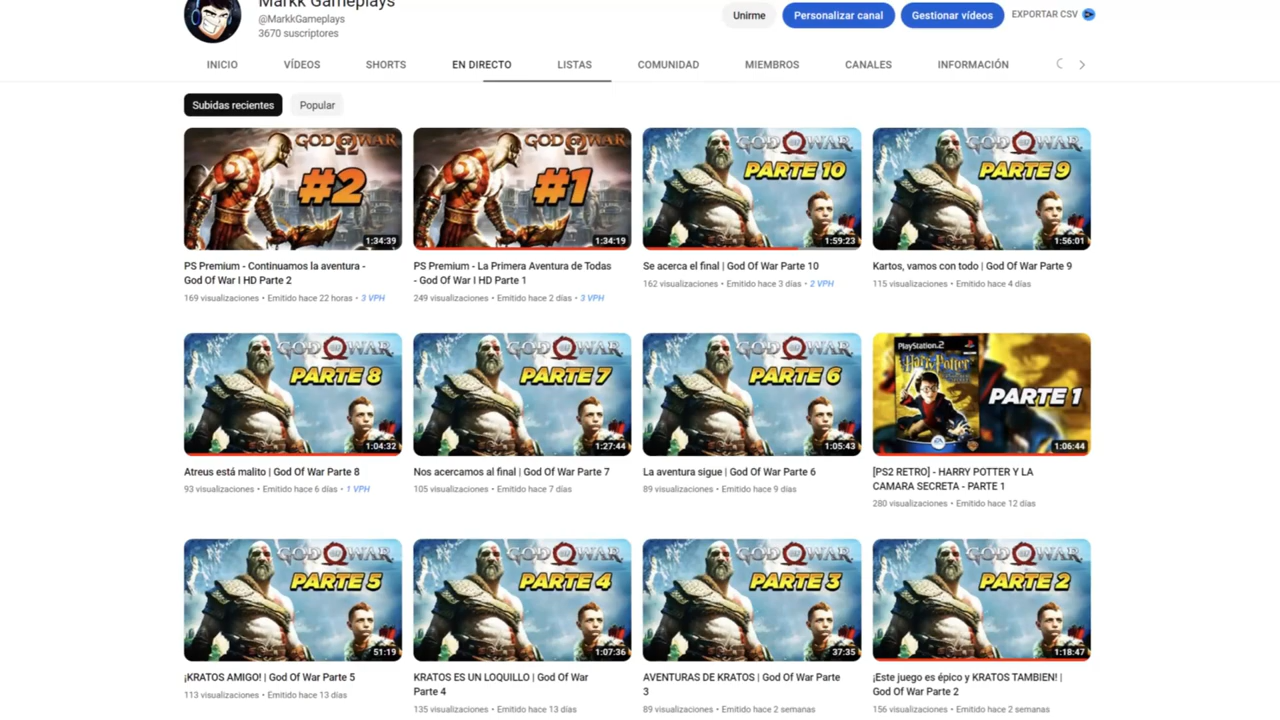 Markk Gameplays
@MarkkGameplays
3670 suscriptores
Unirme
Personalizar canal
Gestionar vídeos
EXPORTAR CSV
INICIO
VÍDEOS
SHORTS
EN DIRECTO
LISTAS
COMUNIDAD
MIEMBROS
CANALES
INFORMACIÓN
Subidas recientes
Popular
GOD OF WAR
#2
1:34:39
GOD OF WAR
#1
1:34:19
GOD OF WAR
PARTE 10
1:59:23
GOD OF WAR
PARTE 9
1:56:01
PS Premium - Continuamos la aventura -
God Of War I HD Parte 2
169 visualizaciones • Emitido hace 22 horas • 3 VPH
PS Premium - La Primera Aventura de Todas
- God Of War I HD Parte 1
249 visualizaciones • Emitido hace 2 días • 3 VPH
Se acerca el final | God Of War Parte 10
162 visualizaciones • Emitido hace 3 días • 2 VPH
Kartos, vamos con todo | God Of War Parte 9
115 visualizaciones • Emitido hace 4 días
GOD OF WAR
PARTE 8
1:04:32
GOD OF WAR
PARTE 7
1:27:44
GOD OF WAR
PARTE 6
1:05:43
PlayStation.2
Harry Potter
EA
PARTE 1
1:06:44
Atreus está malito | God Of War Parte 8
93 visualizaciones • Emitido hace 6 días • 1 VPH
Nos acercamos al final | God Of War Parte 7
105 visualizaciones • Emitido hace 7 días
La aventura sigue | God Of War Parte 6
89 visualizaciones • Emitido hace 9 días
[PS2 RETRO] - HARRY POTTER Y LA
CAMARA SECRETA - PARTE 1
280 visualizaciones • Emitido hace 12 días
GOD OF WAR
PARTE 5
51:19
GOD OF WAR
PARTE 4
1:07:36
GOD OF WAR
PARTE 3
37:35
GOD OF WAR
PARTE 2
1:18:47
¡KRATOS AMIGO! | God Of War Parte 5
113 visualizaciones • Emitido hace 13 días
KRATOS ES UN LOQUILLO | God Of War
Parte 4
135 visualizaciones • Emitido hace 13 días
AVENTURAS DE KRATOS | God Of War Parte
3
89 visualizaciones • Emitido hace 2 semanas
¡Este juego es épico y KRATOS TAMBIEN! |
God Of War Parte 2
156 visualizaciones • Emitido hace 2 semanas